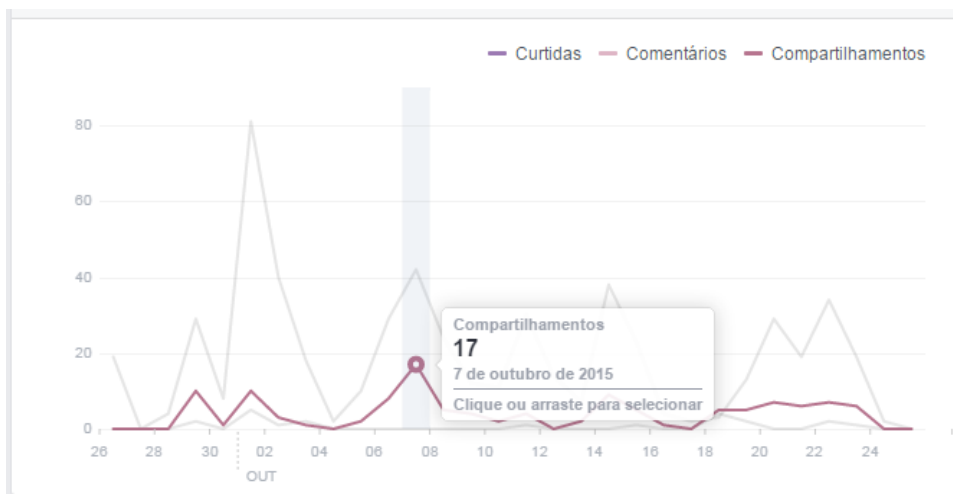 Curtidas Comentários Compartilhamentos
80
60
40
20
0
Compartilhamentos
17
7 de outubro de 2015
Clique ou arraste para selecionar
26 28 30 02 04 06 08 10 12 14 16 18 20 22 24
OUT